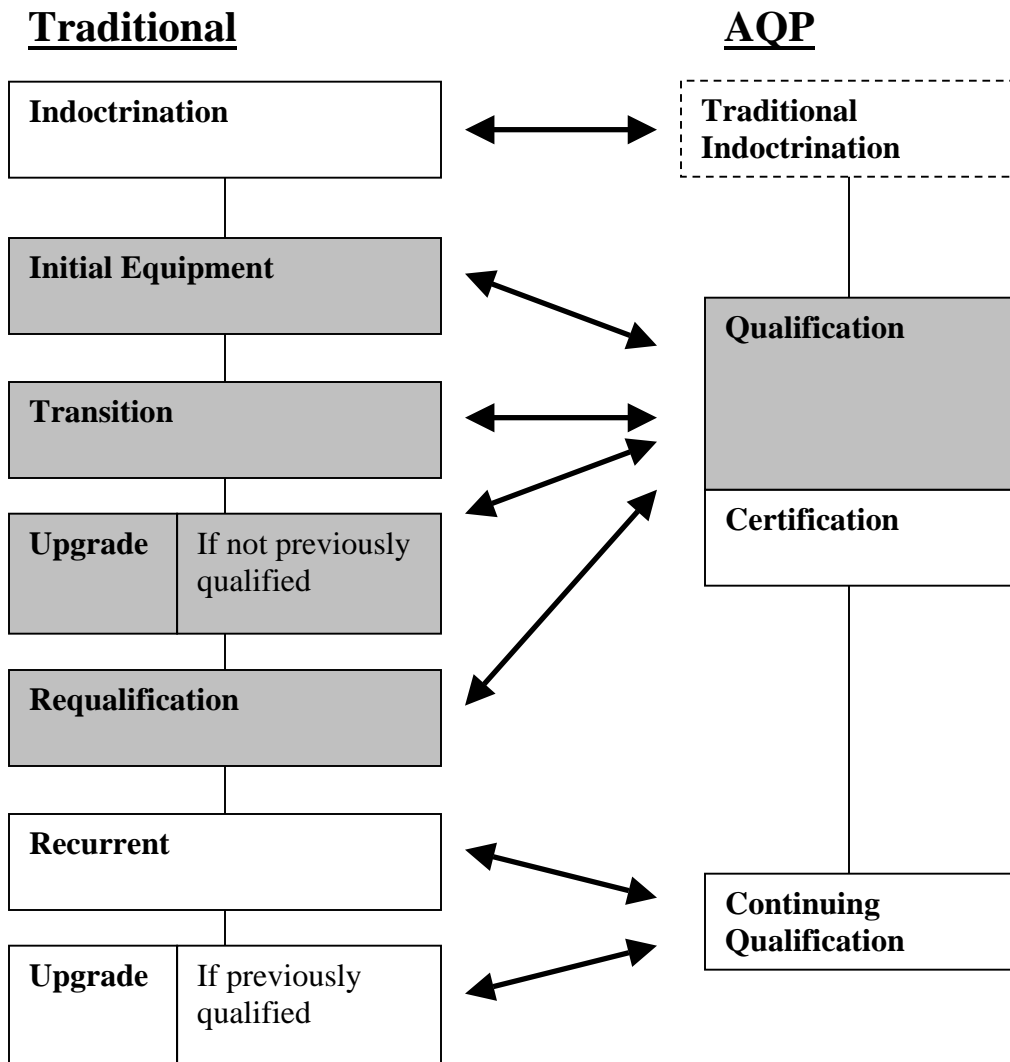 Traditional
AQP
Indoctrination
Traditional
Indoctrination
Initial Equipment
Qualification
Transition
Certification
Upgrade
If not previously
qualified
Requalification
Recurrent
Continuing
Qualification
Upgrade
If previously
qualified